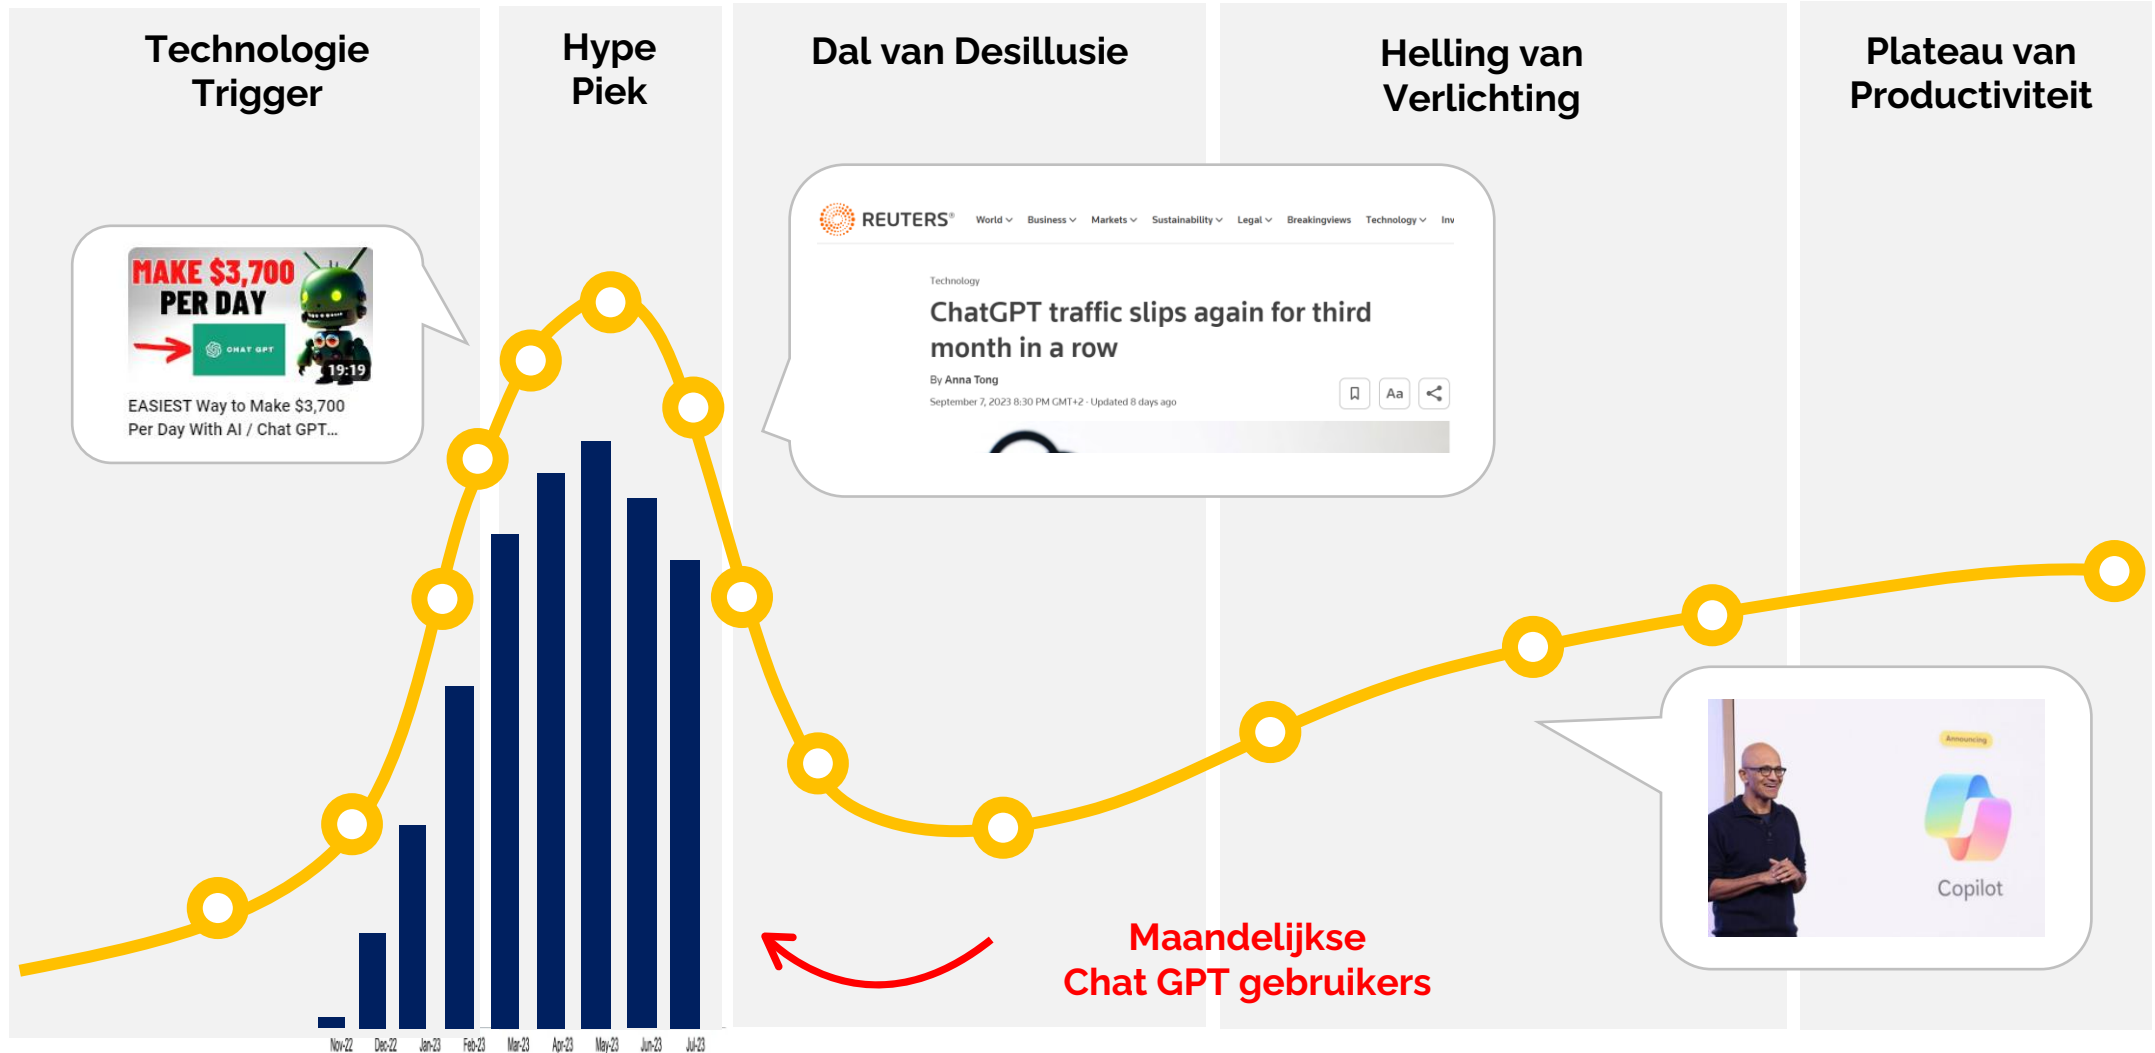 Technologie
Trigger
Hype
Piek
Dal van Desillusie
Helling van
Verlichting
Plateau van
Productiviteit
MAKE $3,700
PER DAY
CHAT GPT
19:19
EASIEST Way to Make $3,700
Per Day With AI / Chat GPT...
REUTERS®
World Business Markets Sustainability Legal Breakingviews Technology Inv
Technology
ChatGPT traffic slips again for third
month in a row
By Anna Tong
September 7, 2023 8:30 PM GMT+2 · Updated 8 days ago
Aa
Announcing
Copilot
Maandelijkse
Chat GPT gebruikers
Nov-22 Dec-22 Jan-23 Feb-23 Mar-23 Apr-23 May-23 Jun-23 Jul-23